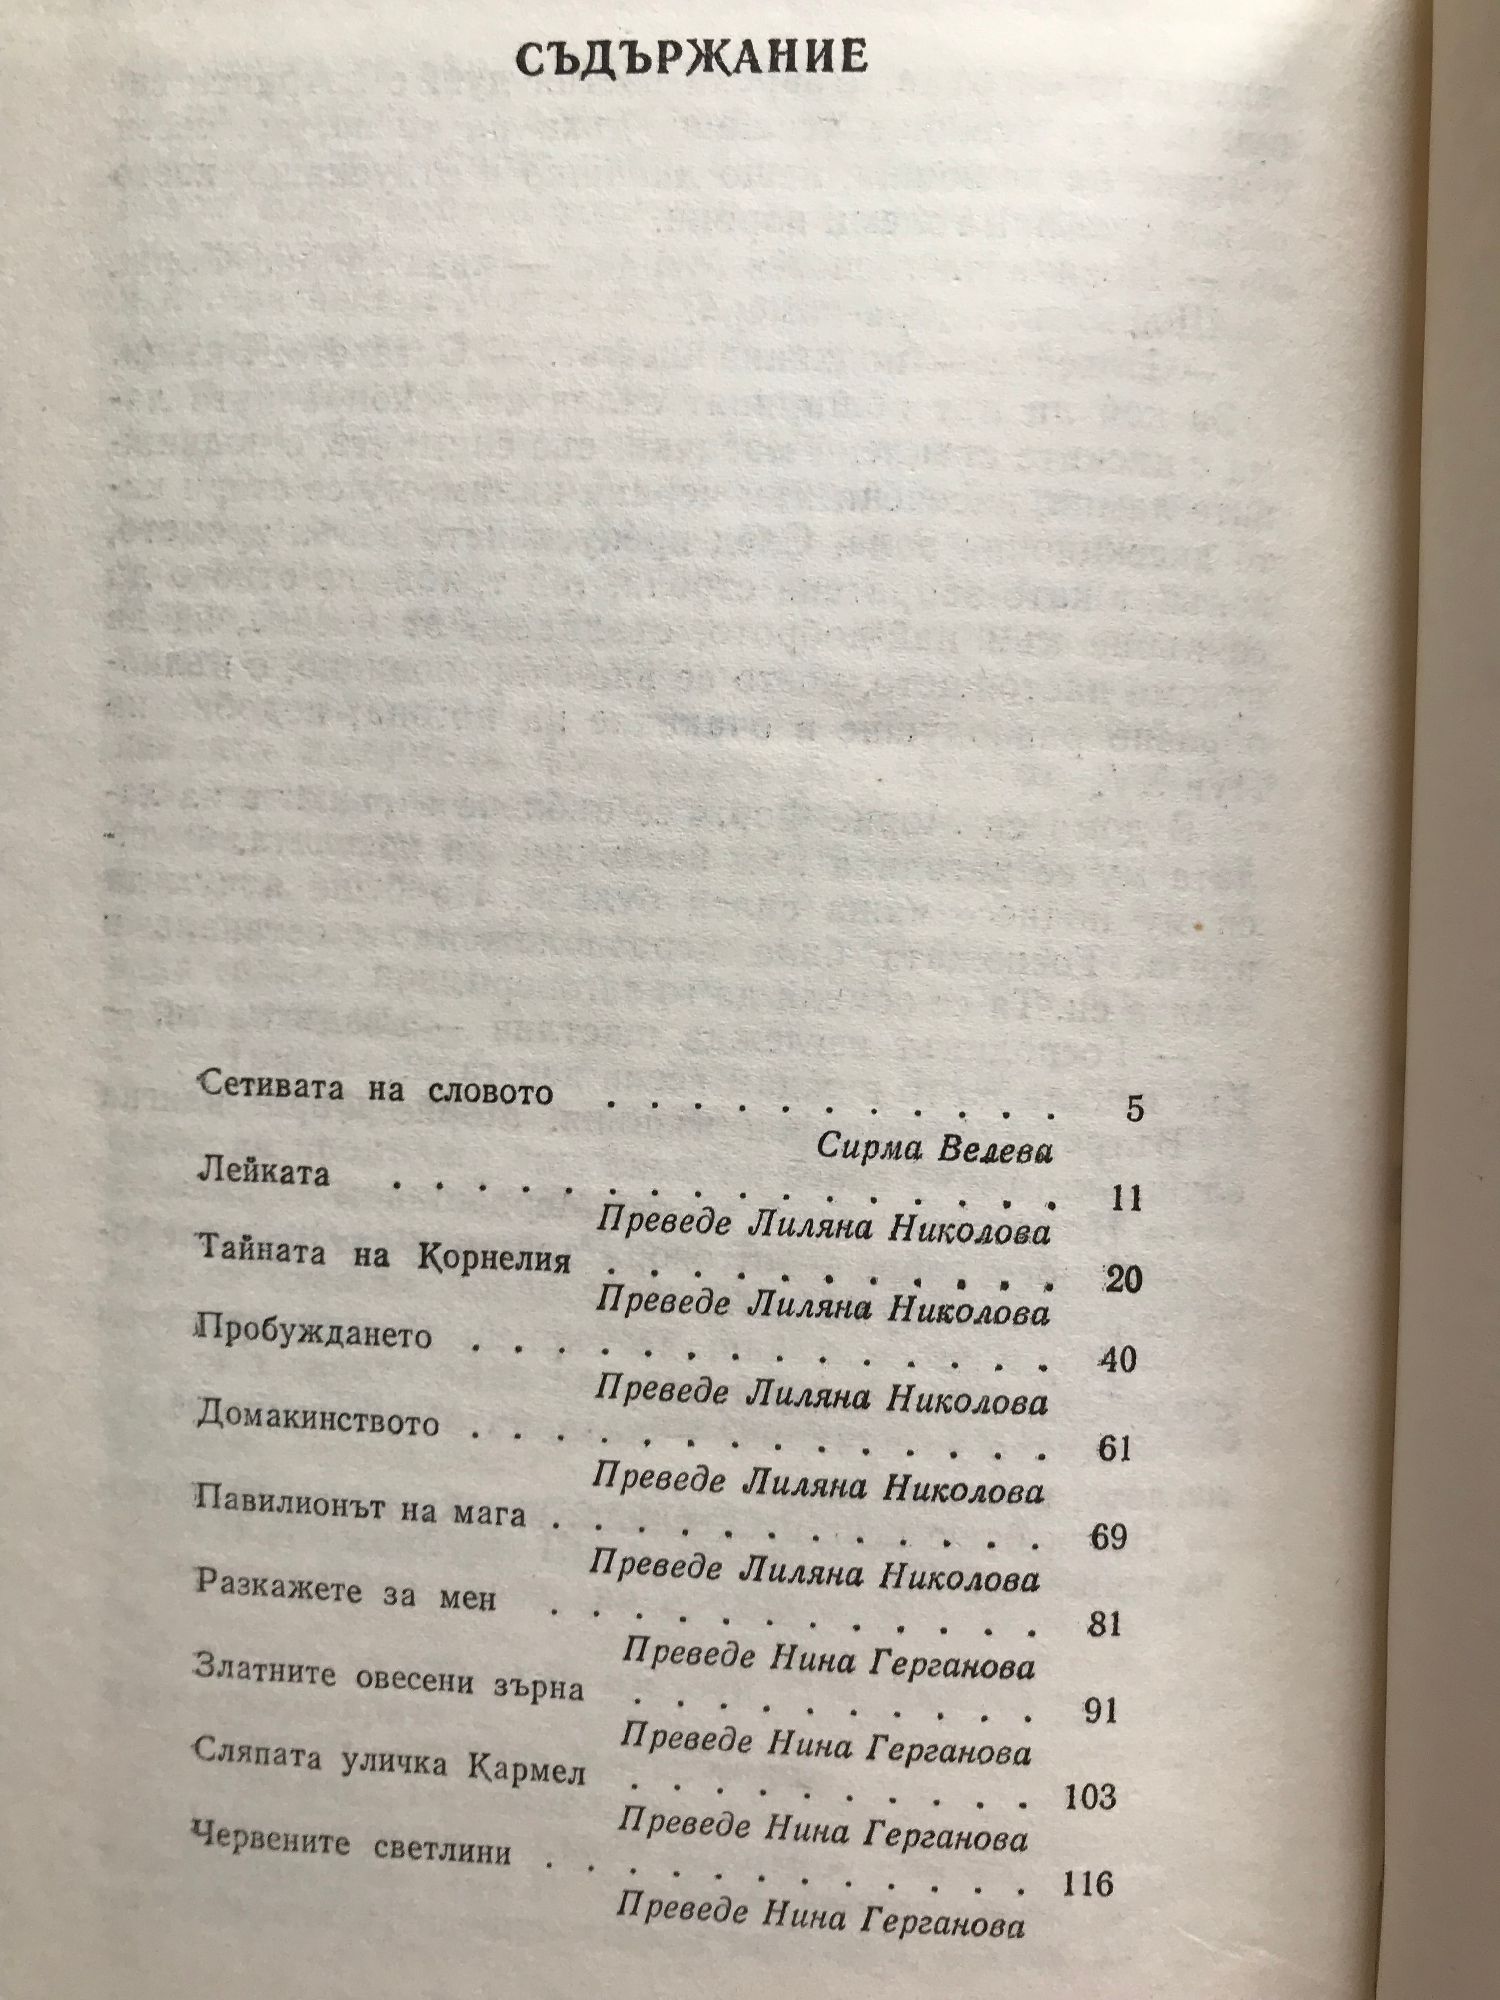 СЪДЪРЖАНИЕ
Сетивата на словото . . . . . . . . . . . 5
Сирма Велева
Лейката . . . . . . . . . . . . . . . . 11
Преведе Лиляна Николова
Тайната на Корнелия . . . . . . . . . . . 20
Преведе Лиляна Николова
Пробуждането . . . . . . . . . . . . . . 40
Преведе Лиляна Николова
Домакинството . . . . . . . . . . . . . . 61
Преведе Лиляна Николова
Павилионът на мага . . . . . . . . . . . . 69
Преведе Лиляна Николова
Разкажете за мен . . . . . . . . . . . . 81
Преведе Нина Герганова
Златните овесени зърна . . . . . . . . . . 91
Преведе Нина Герганова
Сляпата уличка Кармел . . . . . . . . . . 103
Преведе Нина Герганова
Червените светлини . . . . . . . . . . . . 116
Преведе Нина Герганова